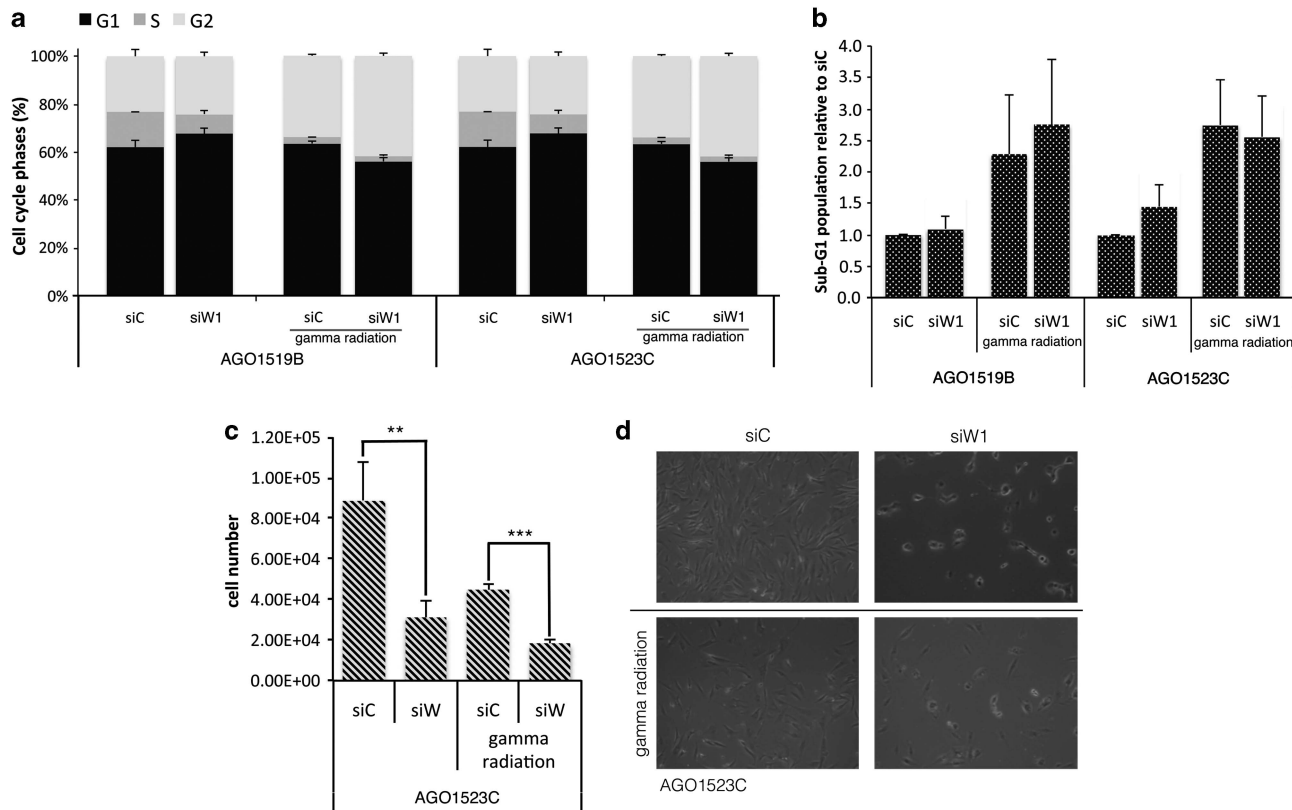 a
G1 S G2
Cell cycle phases (%)
100%
80%
60%
40%
20%
0%
siC siW1 siC siW1 siC siW1 siC siW1
gamma radiation gamma radiation
AGO1519B AGO1523C
b
Sub-G1 population relative to siC
4.0
3.5
3.0
2.5
2.0
1.5
1.0
0.5
0.0
siC siW1 siC siW1 siC siW1 siC siW1
gamma radiation gamma radiation
AGO1519B AGO1523C
c
cell number
1.20E+05
1.00E+05
8.00E+04
6.00E+04
4.00E+04
2.00E+04
0.00E+00
**
***
siC siW siC siW
gamma
radiation
AGO1523C
d
siC siW1
gamma radiation
AGO1523C